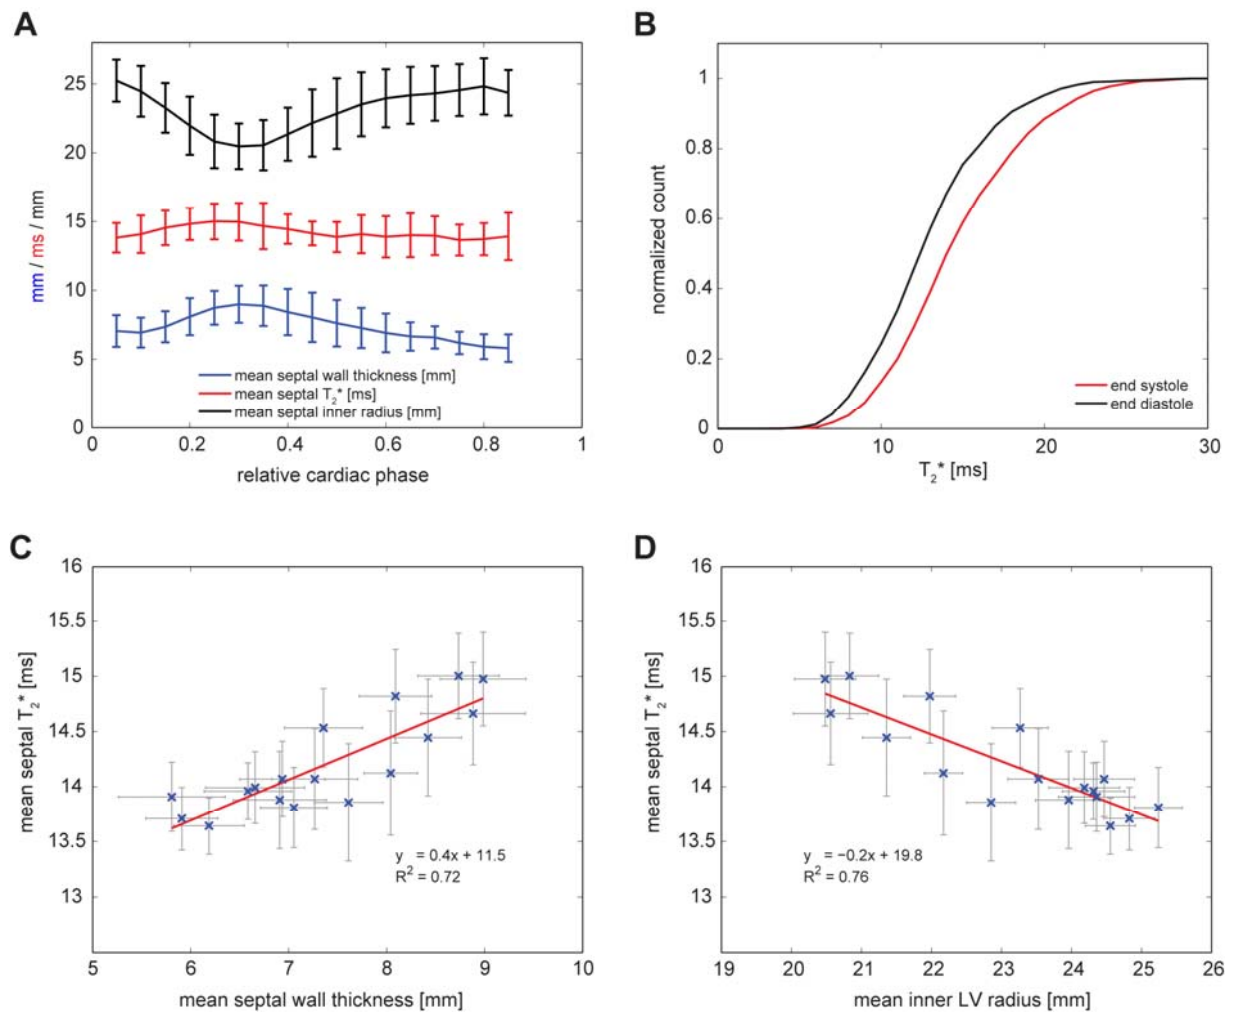 A
25
20
15
10
5
0
mm / ms / mm
mean septal wall thickness [mm]
mean septal T2* [ms]
mean septal inner radius [mm]
0 0.2 0.4 0.6 0.8 1
relative cardiac phase
B
1
0.8
0.6
0.4
0.2
0
normalized count
end systole
end diastole
0 10 20 30
T2* [ms]
C
16
15.5
15
14.5
14
13.5
13
mean septal T2* [ms]
y = 0.4x + 11.5
R2 = 0.72
5 6 7 8 9 10
mean septal wall thickness [mm]
D
16
15.5
15
14.5
14
13.5
13
mean septal T2* [ms]
y = −0.2x + 19.8
R2 = 0.76
19 20 21 22 23 24 25 26
mean inner LV radius [mm]